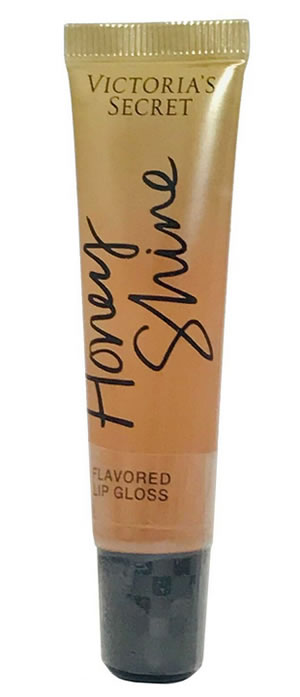 VICTORIA'S
SECRET
Honey
Shine
FLAVORED
LIP GLOSS